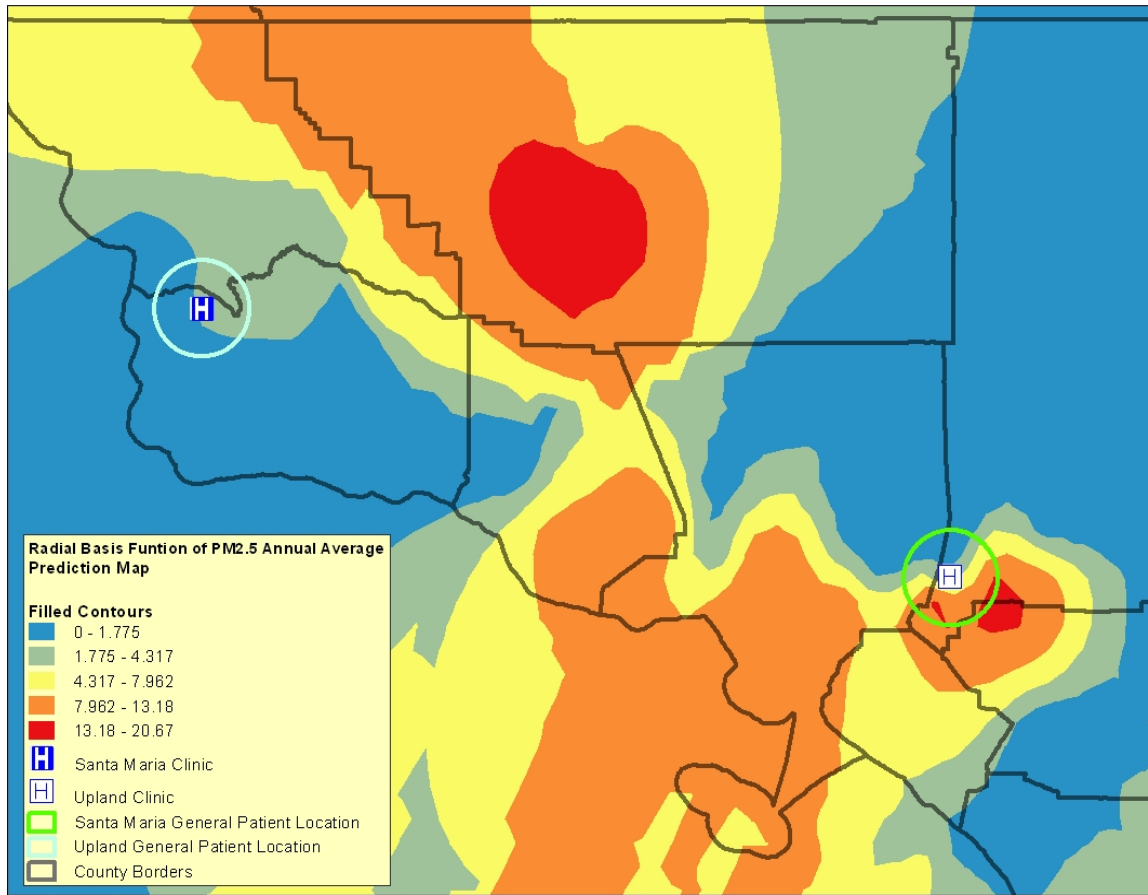 Radial Basis Funtion of PM2.5 Annual Average
Prediction Map
Filled Contours
0 - 1.775
1.775 - 4.317
4.317 - 7.962
7.962 - 13.18
13.18 - 20.67
H Santa Maria Clinic
H Upland Clinic
Santa Maria General Patient Location
Upland General Patient Location
County Borders
H
H